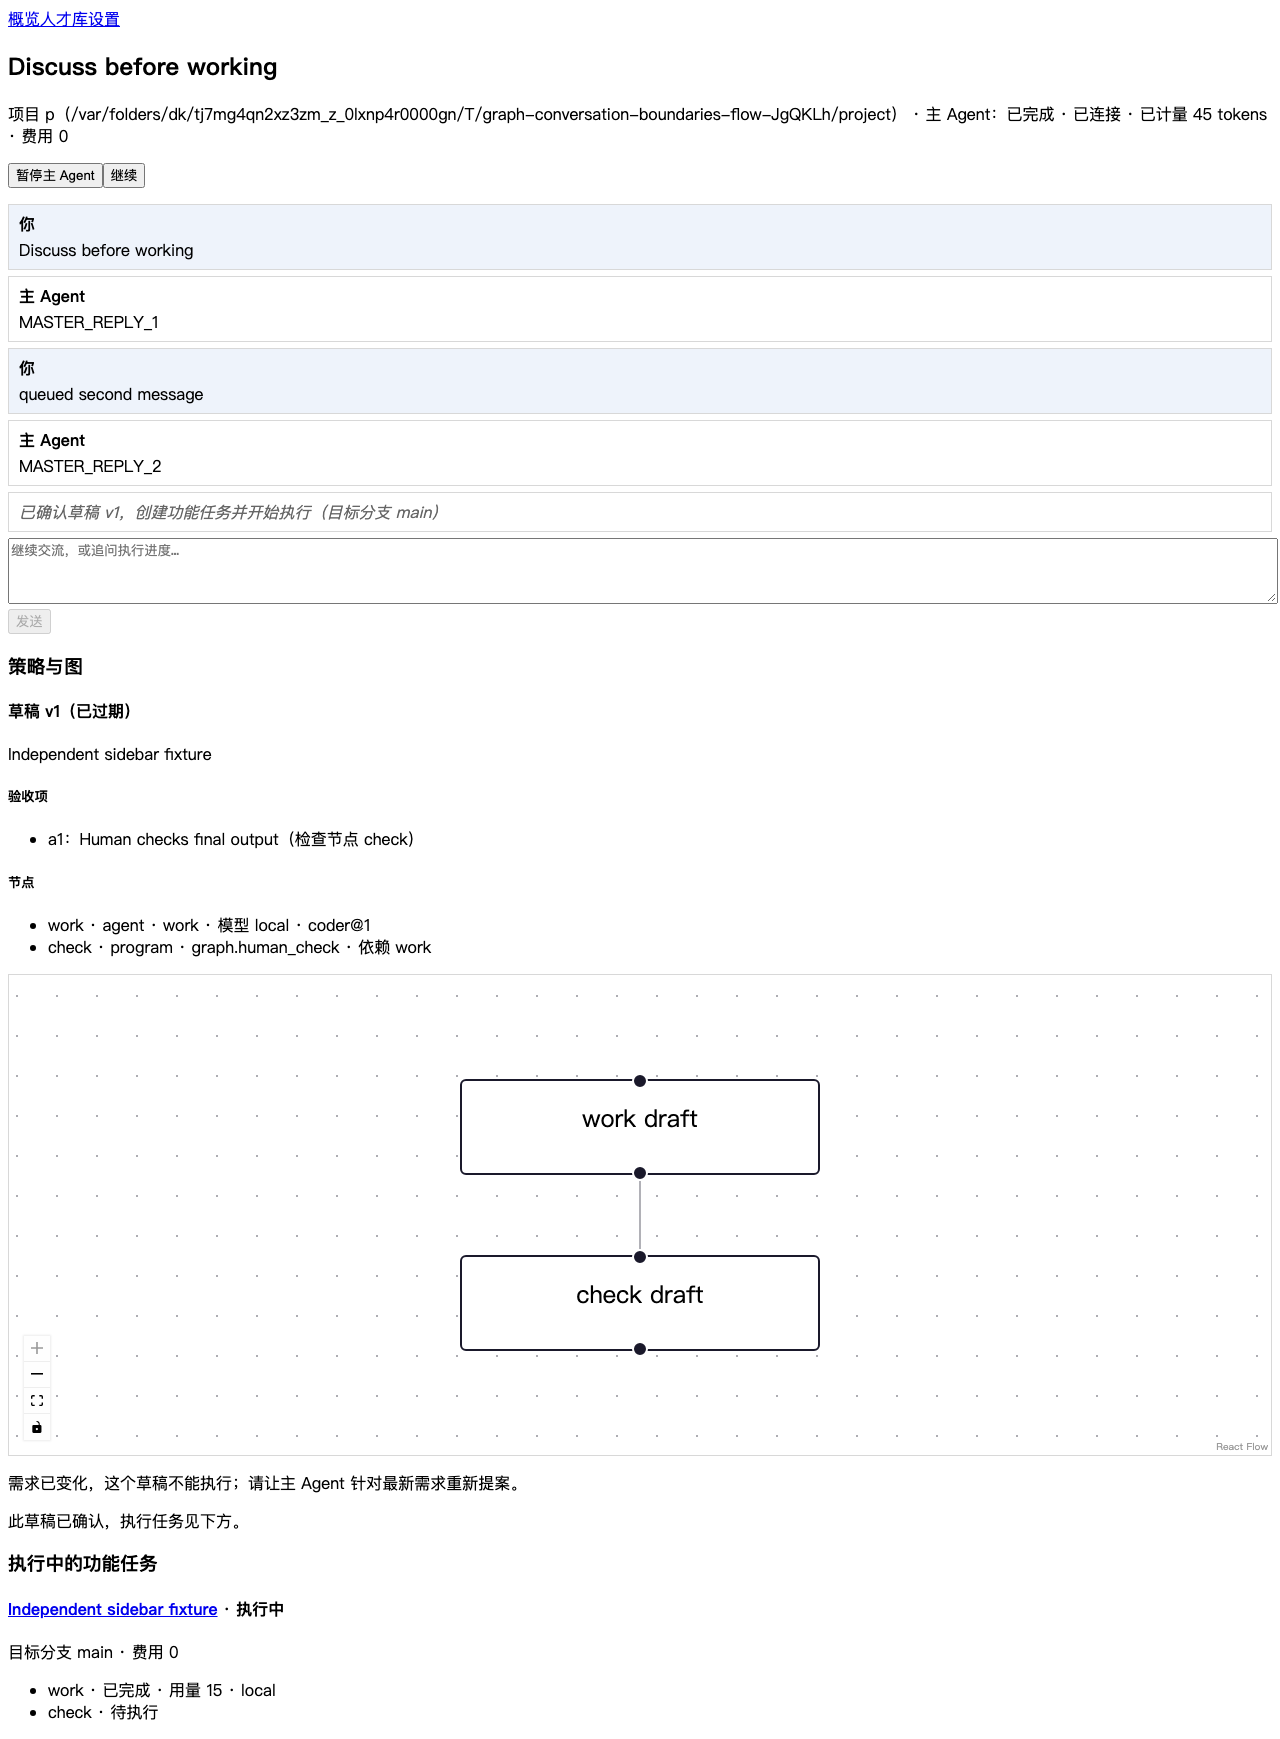 概览人才库设置
Discuss before working
项目 p（/var/folders/dk/tj7mg4qn2xz3zm_z_0lxnp4r0000gn/T/graph-conversation-boundaries-flow-JgQKLh/project） · 主 Agent：已完成 · 已连接 · 已计量 45 tokens
· 费用 0
暂停主 Agent 继续
你
Discuss before working
主 Agent
MASTER_REPLY_1
你
queued second message
主 Agent
MASTER_REPLY_2
已确认草稿 v1，创建功能任务并开始执行（目标分支 main）
继续交流，或追问执行进度…
发送
策略与图
草稿 v1（已过期）
Independent sidebar fixture
验收项
a1：Human checks final output（检查节点 check）
节点
work · agent · work · 模型 local · coder@1
check · program · graph.human_check · 依赖 work
work draft
check draft
React Flow
需求已变化，这个草稿不能执行；请让主 Agent 针对最新需求重新提案。
此草稿已确认，执行任务见下方。
执行中的功能任务
Independent sidebar fixture · 执行中
目标分支 main · 费用 0
work · 已完成 · 用量 15 · local
check · 待执行